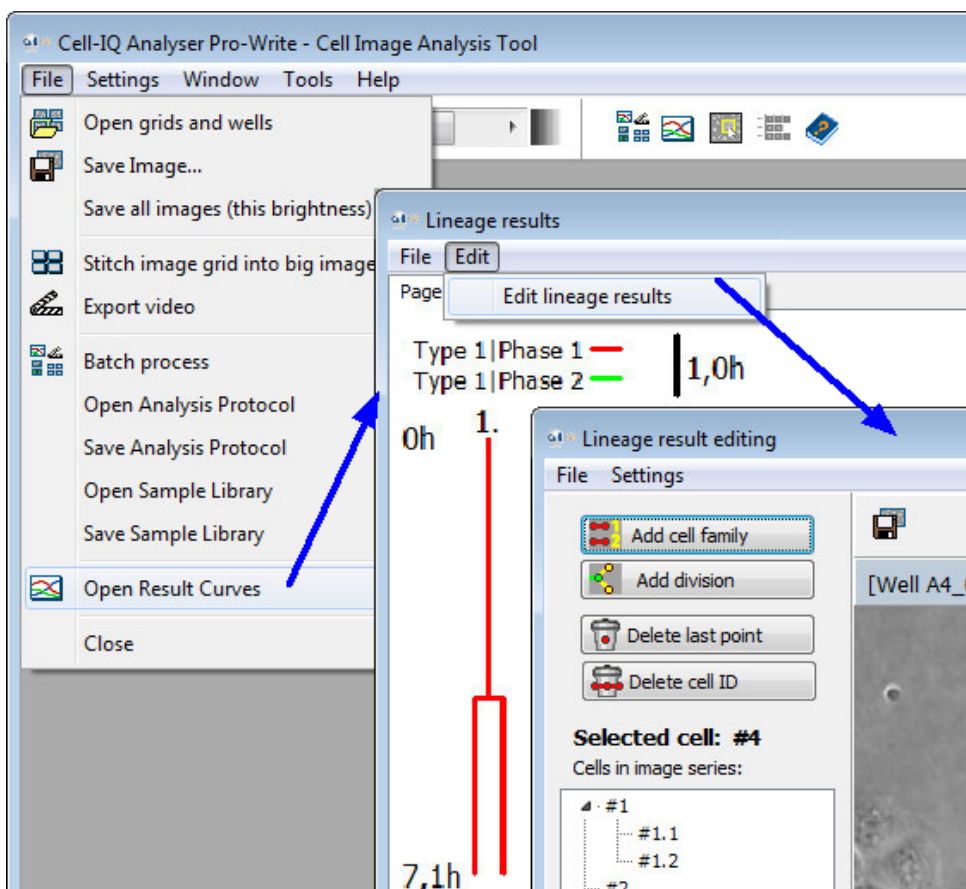 Cell-IQ Analyser Pro-Write - Cell Image Analysis Tool
File Settings Window Tools Help
Open grids and wells
Save Image...
Save all images (this brightness)
Stitch image grid into big image
Export video
Batch process
Open Analysis Protocol
Save Analysis Protocol
Open Sample Library
Save Sample Library
Open Result Curves
Close
Lineage results
File Edit
Page
Edit lineage results
Type 1|Phase 1
Type 1|Phase 2
1,0h
0h
1.
7,1h
Lineage result editing
File Settings
Add cell family
Add division
Delete last point
Delete cell ID
Selected cell: #4
Cells in image series:
#1
#1.1
#1.2
#2
[Well A4_